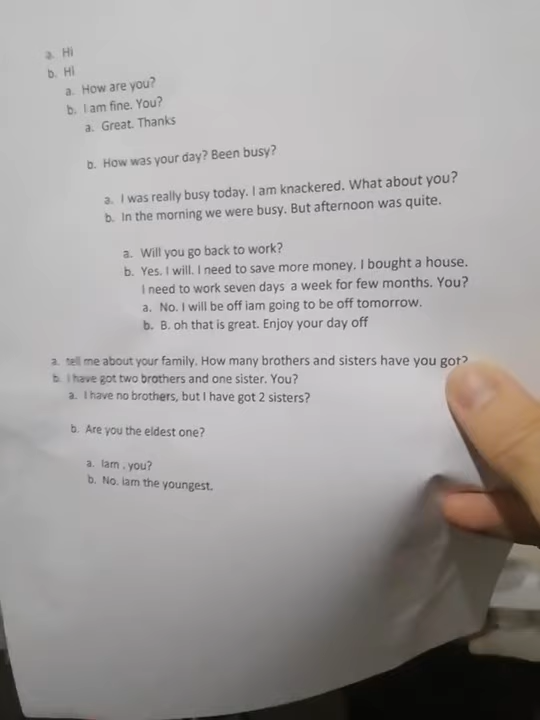 a. Hi
b. Hi
a. How are you?
b. I am fine. You?
a. Great. Thanks
b. How was your day? Been busy?
a. I was really busy today. I am knackered. What about you?
b. In the morning we were busy. But afternoon was quite.
a. Will you go back to work?
b. Yes. I will. I need to save more money. I bought a house.
I need to work seven days a week for few months. You?
a. No. I will be off iam going to be off tomorrow.
b. B. oh that is great. Enjoy your day off
a. tell me about your family. How many brothers and sisters have you got?
b. I have got two brothers and one sister. You?
a. I have no brothers, but I have got 2 sisters?
b. Are you the eldest one?
a. Iam . you?
b. No. iam the youngest.